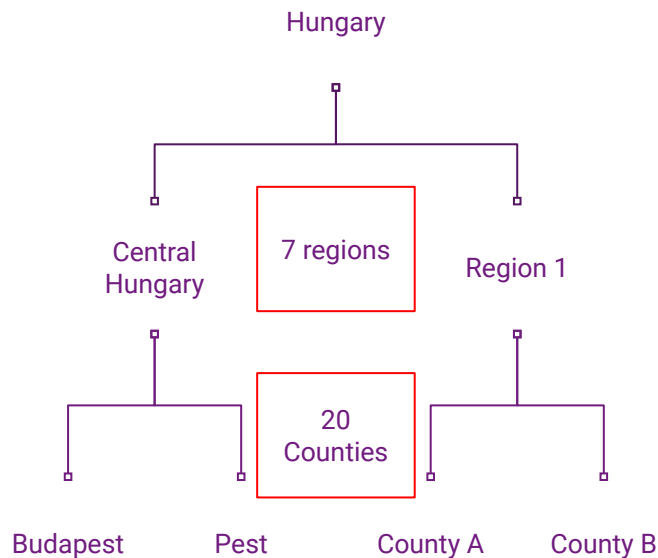 Hungary
Central
Hungary
7 regions
Region 1
20
Counties
Budapest
Pest
County A
County B